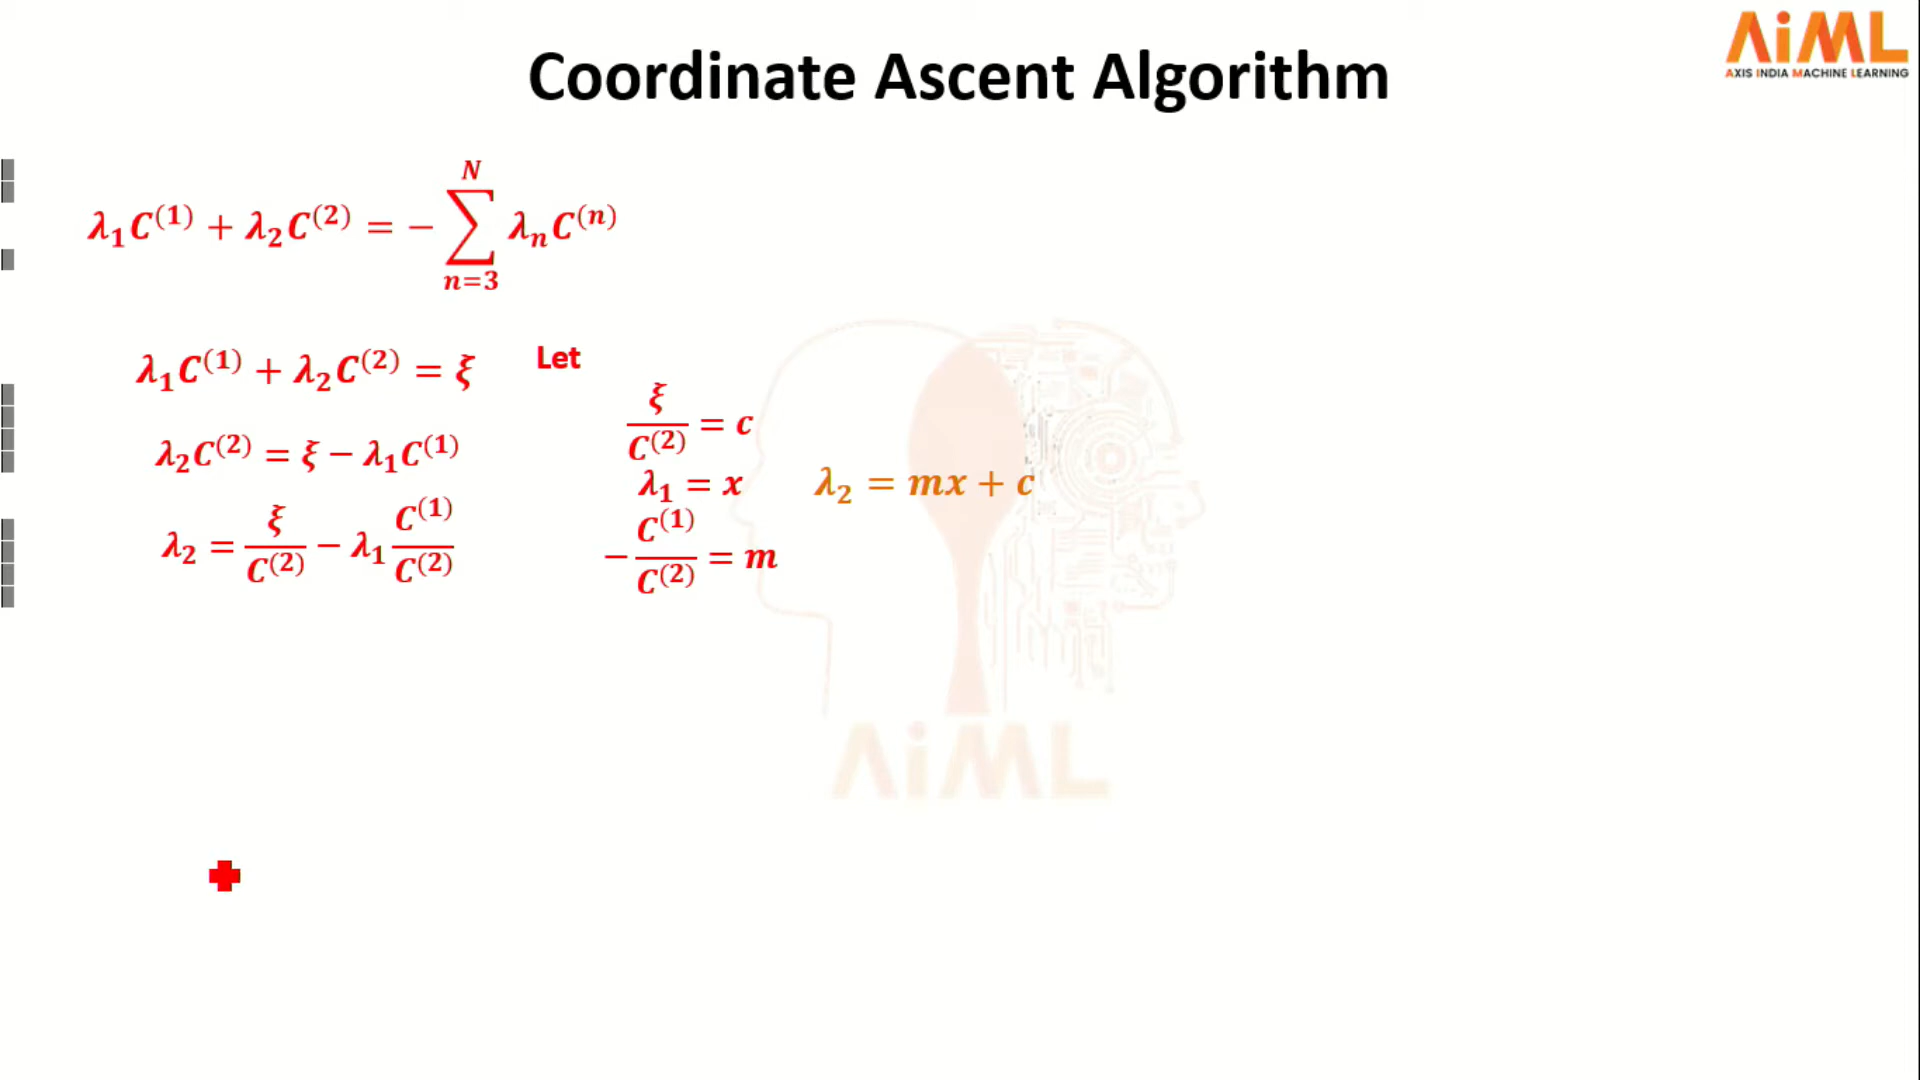 Coordinate Ascent Algorithm
AiML
AXIS INDIA MACHINE LEARNING
λ₁C⁽¹⁾ + λ₂C⁽²⁾ = − ∑ₙ₌₃ᴺ λₙC⁽ⁿ⁾
λ₁C⁽¹⁾ + λ₂C⁽²⁾ = ξ
λ₂C⁽²⁾ = ξ − λ₁C⁽¹⁾
λ₂ = ξ/C⁽²⁾ − λ₁ C⁽¹⁾/C⁽²⁾
Let
ξ/C⁽²⁾ = c
λ₁ = x
−C⁽¹⁾/C⁽²⁾ = m
λ₂ = mx + c
AiML